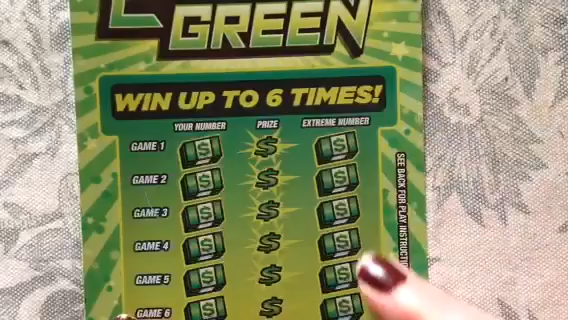 GREEN
WIN UP TO 6 TIMES!
YOUR NUMBER PRIZE EXTREME NUMBER
GAME 1 $ $ $
GAME 2 $ $ $
GAME 3 $ $ $
GAME 4 $ $ $
GAME 5 $ $ $
GAME 6 $ $ $
SEE BACK FOR PLAY